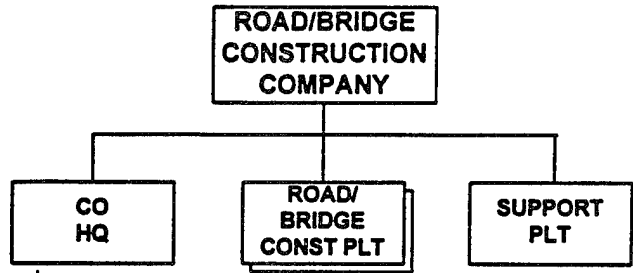 ROAD/BRIDGE
CONSTRUCTION
COMPANY
CO
HQ
ROAD/
BRIDGE
CONST PLT
SUPPORT
PLT